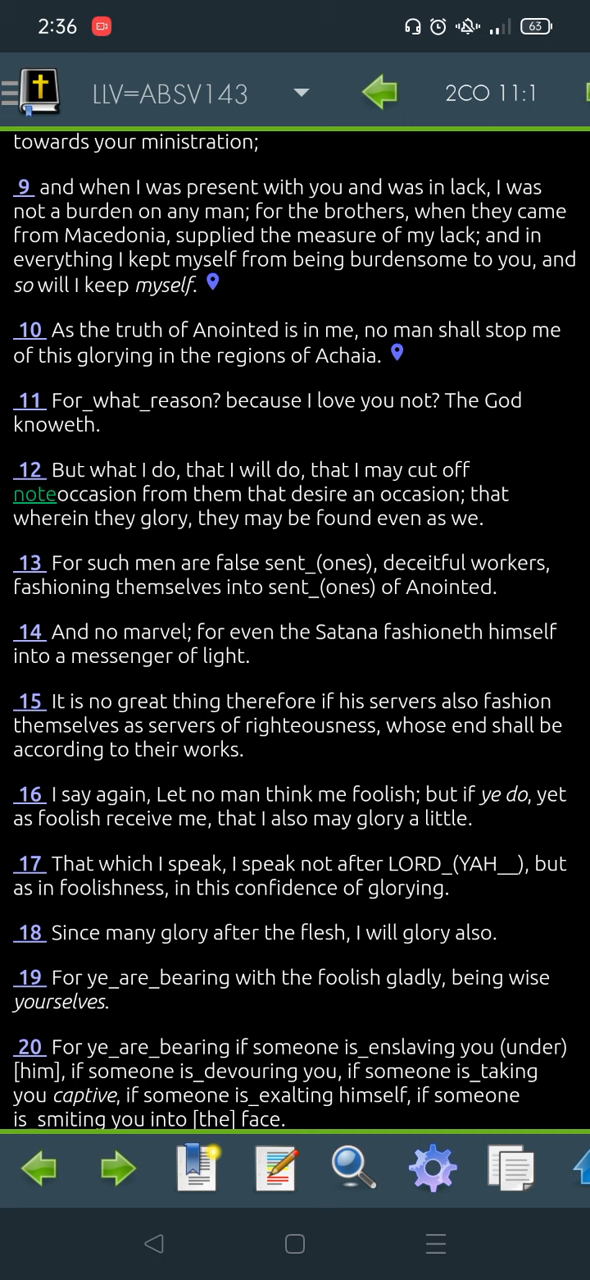 2:36
63
LLV=ABSV143
2CO 11:1
towards your ministration;
9 and when I was present with you and was in lack, I was
not a burden on any man; for the brothers, when they came
from Macedonia, supplied the measure of my lack; and in
everything I kept myself from being burdensome to you, and
so will I keep myself.
10 As the truth of Anointed is in me, no man shall stop me
of this glorying in the regions of Achaia.
11 For_what_reason? because I love you not? The God
knoweth.
12 But what I do, that I will do, that I may cut off
noteoccasion from them that desire an occasion; that
wherein they glory, they may be found even as we.
13 For such men are false sent_(ones), deceitful workers,
fashioning themselves into sent_(ones) of Anointed.
14 And no marvel; for even the Satana fashioneth himself
into a messenger of light.
15 It is no great thing therefore if his servers also fashion
themselves as servers of righteousness, whose end shall be
according to their works.
16 I say again, Let no man think me foolish; but if ye do, yet
as foolish receive me, that I also may glory a little.
17 That which I speak, I speak not after LORD_(YAH__), but
as in foolishness, in this confidence of glorying.
18 Since many glory after the flesh, I will glory also.
19 For ye_are_bearing with the foolish gladly, being wise
yourselves.
20 For ye_are_bearing if someone is_enslaving you (under)
[him], if someone is_devouring you, if someone is_taking
you captive, if someone is_exalting himself, if someone
is_smiting you into [the] face.